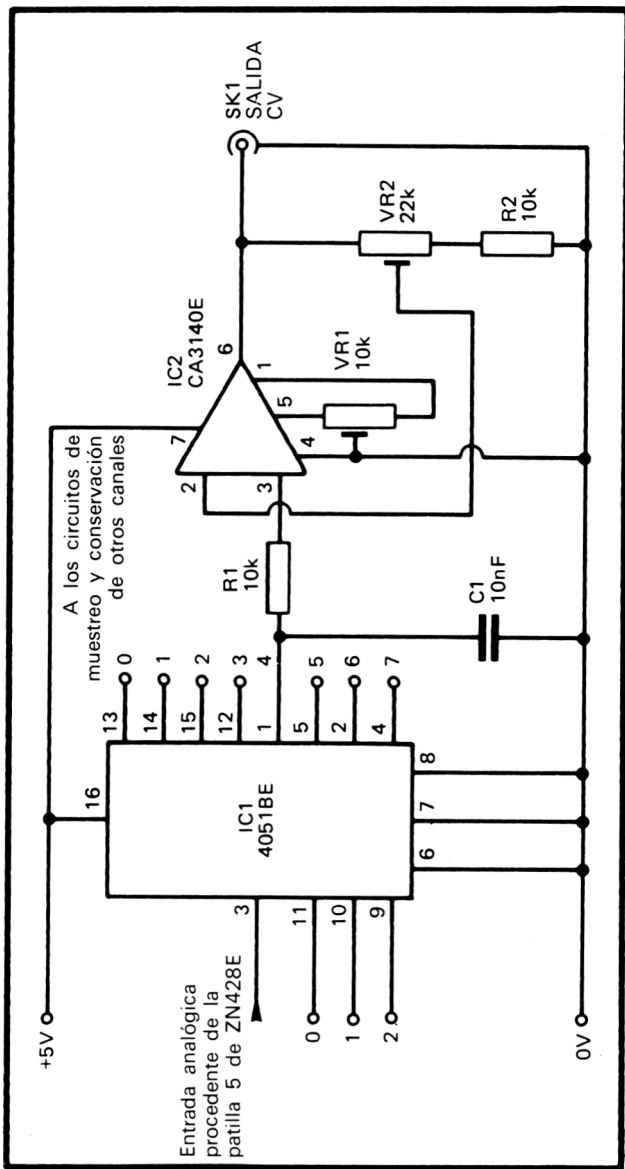 +5V
A los circuitos de
muestreo y conservación
de otros canales
SK1
SALIDA
CV
IC2
CA3140E
7
6
2
3
1
5
4
VR1
10k
VR2
22k
R2
10k
R1
10k
C1
10nF
16
13
0
14
1
15
2
12
3
1
4
5
5
2
6
4
7
IC1
4051BE
3
11
10
9
6
7
8
Entrada analógica
procedente de la
patilla 5 de ZN428E
0
1
2
0V